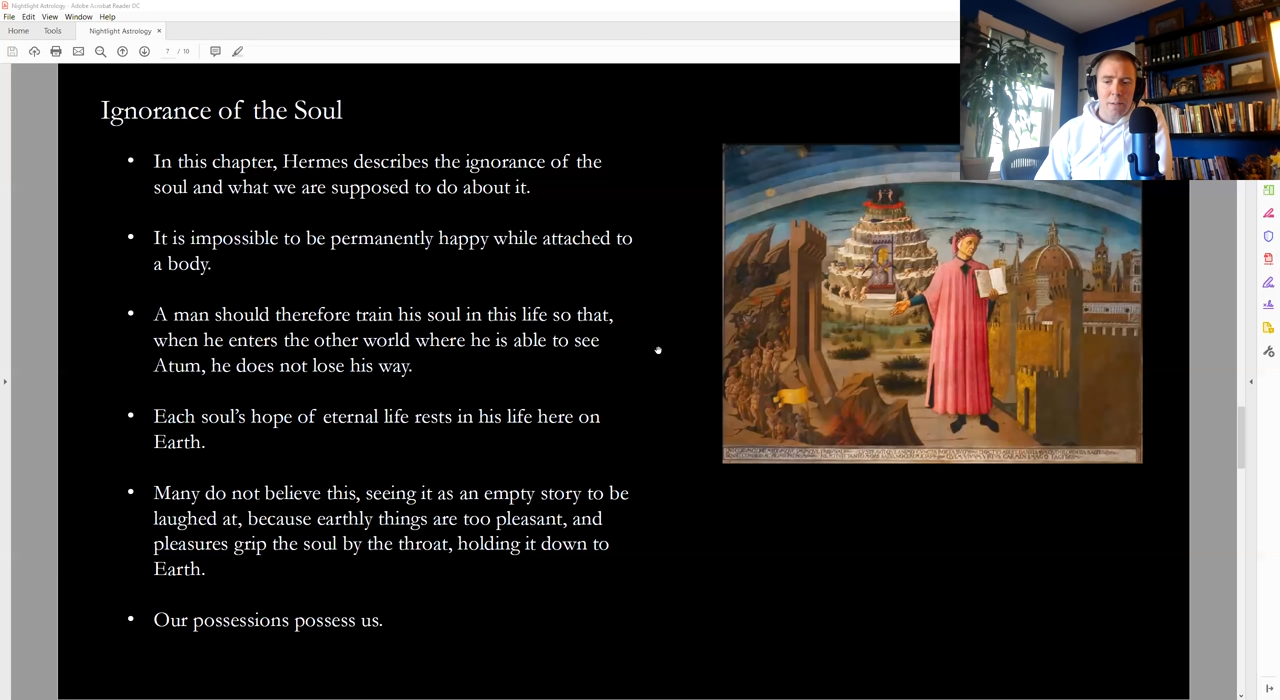 Nightlight Astrology - Adobe Acrobat Reader DC
File Edit View Window Help
Home Tools Nightlight Astrology ×
7 / 10
Ignorance of the Soul
• In this chapter, Hermes describes the ignorance of the
soul and what we are supposed to do about it.
• It is impossible to be permanently happy while attached to
a body.
• A man should therefore train his soul in this life so that,
when he enters the other world where he is able to see
Atum, he does not lose his way.
• Each soul’s hope of eternal life rests in his life here on
Earth.
• Many do not believe this, seeing it as an empty story to be
laughed at, because earthly things are too pleasant, and
pleasures grip the soul by the throat, holding it down to
Earth.
• Our possessions possess us.